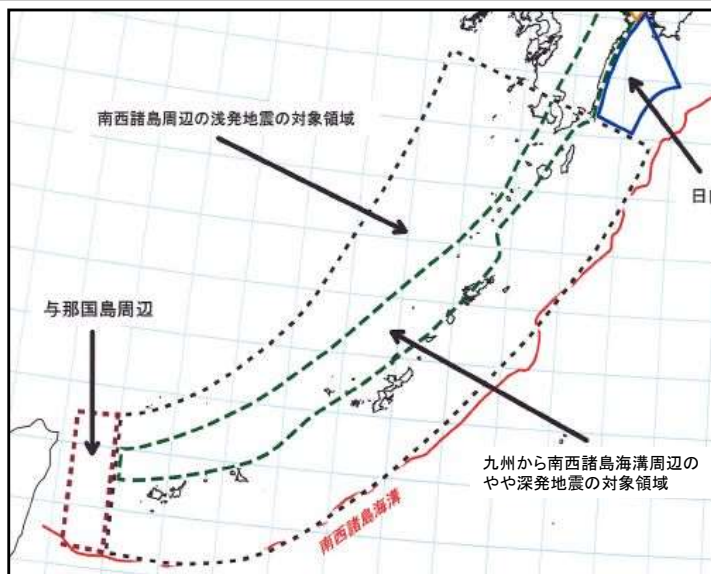 南西諸島周辺の浅発地震の対象領域
日向
与那国島周辺
九州から南西諸島海溝周辺の
やや深発地震の対象領域
南西諸島海溝